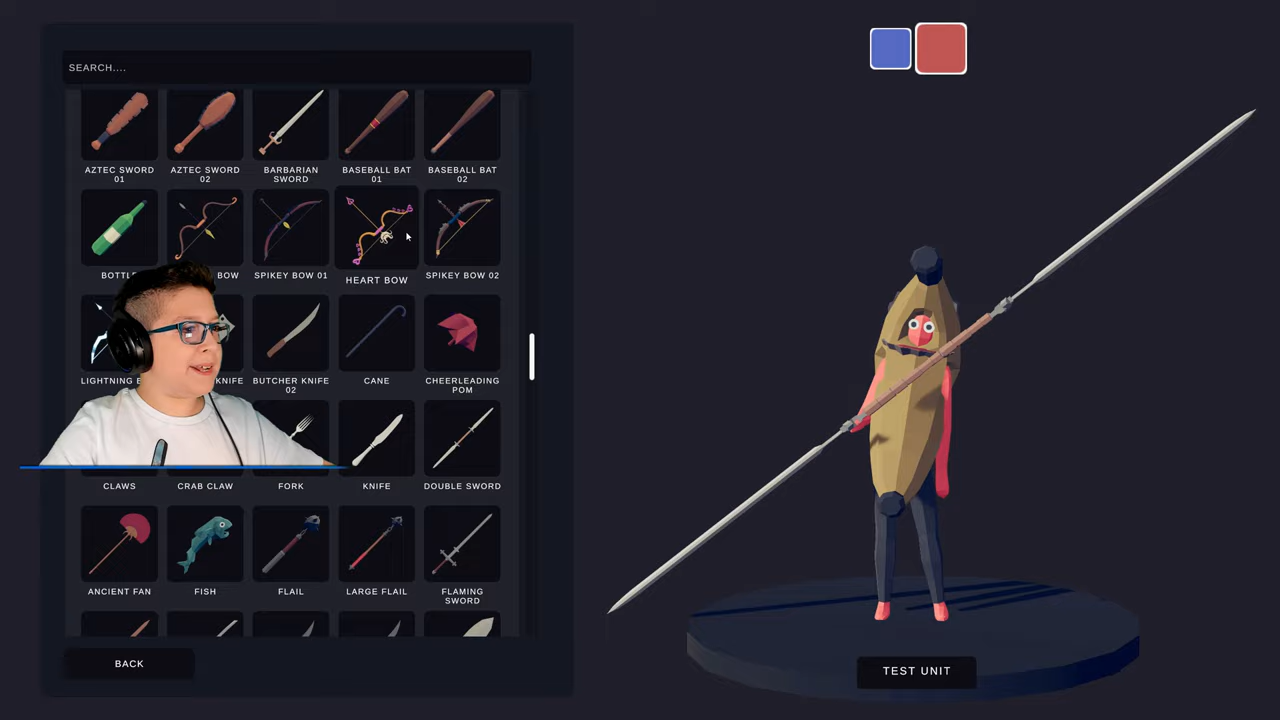 SEARCH....
AZTEC SWORD
01
AZTEC SWORD
02
BARBARIAN
SWORD
BASEBALL BAT
01
BASEBALL BAT
02
BOTTLE
BOW
SPIKEY BOW 01
HEART BOW
SPIKEY BOW 02
LIGHTNING
KNIFE
BUTCHER KNIFE
02
CANE
CHEERLEADING
POM
CLAWS
CRAB CLAW
FORK
KNIFE
DOUBLE SWORD
ANCIENT FAN
FISH
FLAIL
LARGE FLAIL
FLAMING
SWORD
BACK
TEST UNIT